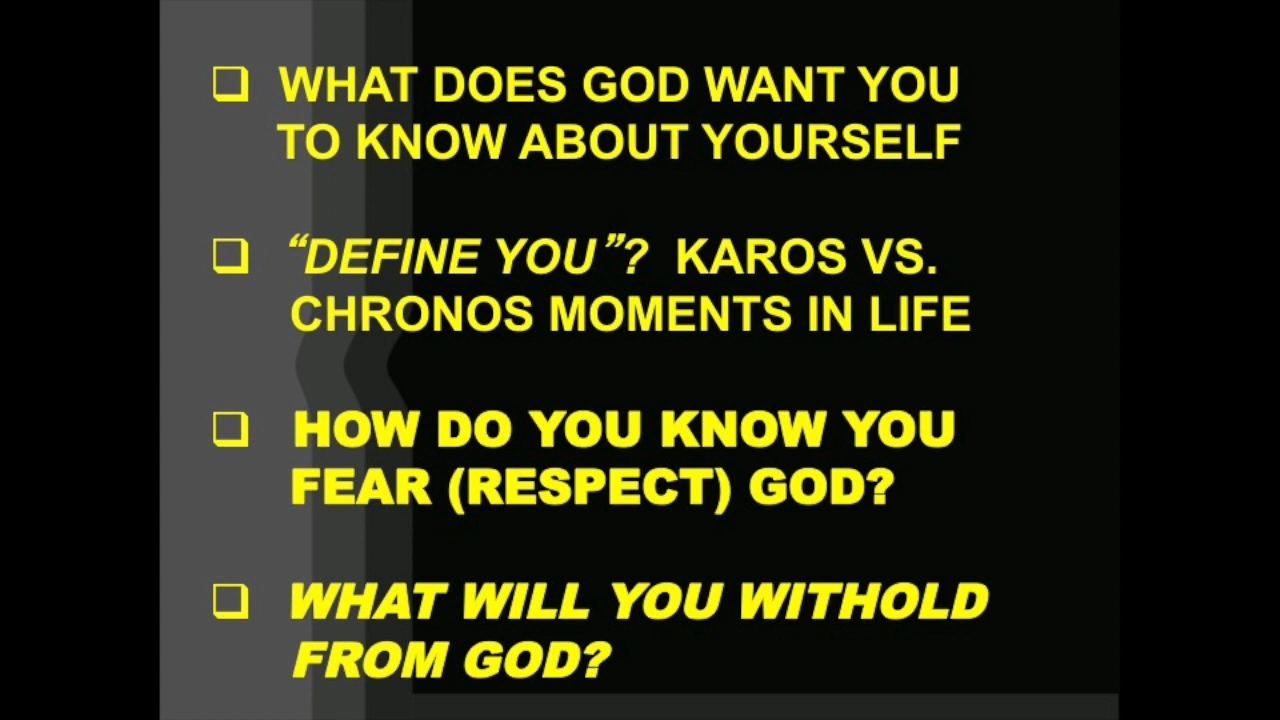 WHAT DOES GOD WANT YOU
TO KNOW ABOUT YOURSELF
“DEFINE YOU”? KAROS VS.
CHRONOS MOMENTS IN LIFE
HOW DO YOU KNOW YOU
FEAR (RESPECT) GOD?
WHAT WILL YOU WITHOLD
FROM GOD?